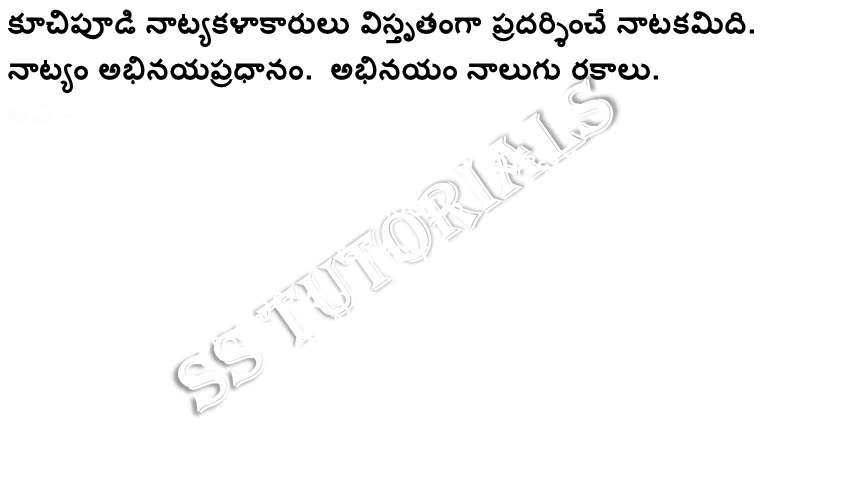 కూచిపూడి నాట్యకళాకారులు విస్తృతంగా ప్రదర్శించే నాటకమిది.
నాట్యం అభినయప్రధానం. అభినయం నాలుగు రకాలు.
SS TUTORIALS